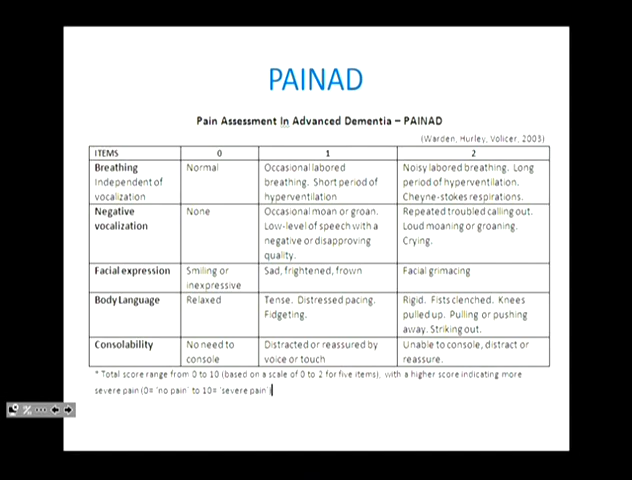 PAINAD
Pain Assessment In Advanced Dementia – PAINAD
(Warden, Hurley, Volicer, 2003)
ITEMS 0 1 2
Breathing Normal Occasional labored Noisy labored breathing. Long
Independent of breathing. Short period of period of hyperventilation.
vocalization hyperventilation Cheyne-stokes respirations.
Negative None Occasional moan or groan. Repeated troubled calling out.
vocalization Low-level of speech with a Loud moaning or groaning.
negative or disapproving Crying.
quality.
Facial expression Smiling or Sad, frightened, frown Facial grimacing
inexpressive
Body Language Relaxed Tense. Distressed pacing. Rigid. Fists clenched. Knees
Fidgeting. pulled up. Pulling or pushing
away. Striking out.
Consolability No need to Distracted or reassured by Unable to console, distract or
console voice or touch reassure.
* Total score range from 0 to 10 (based on a scale of 0 to 2 for five items), with a higher score indicating more
severe pain (0= 'no pain' to 10= 'severe pain')